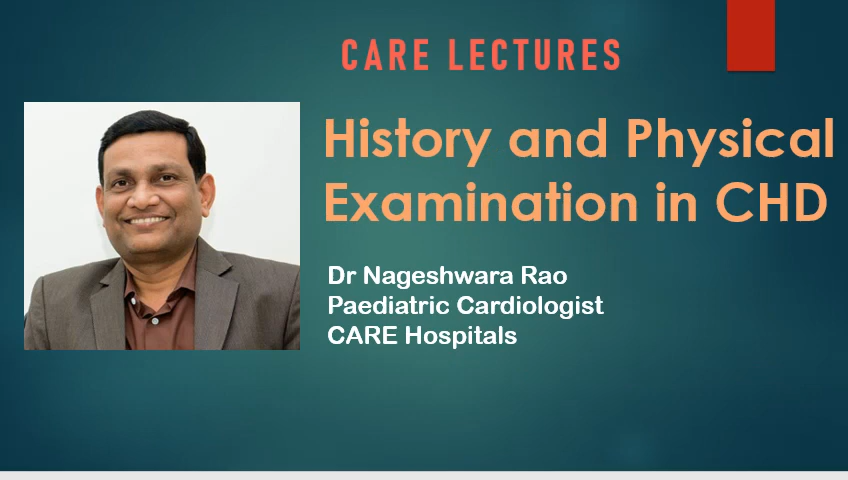 CARE LECTURES
History and Physical
Examination in CHD
Dr Nageshwara Rao
Paediatric Cardiologist
CARE Hospitals